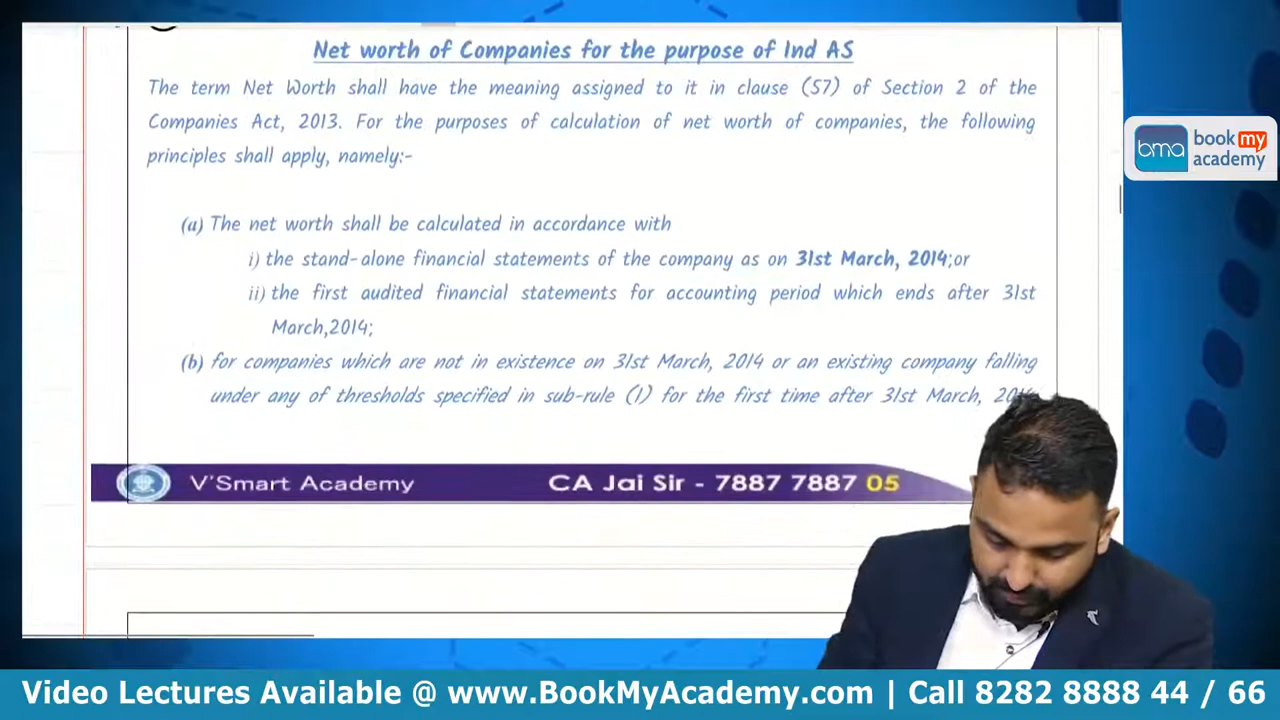 Net worth of Companies for the purpose of Ind AS
The term Net Worth shall have the meaning assigned to it in clause (57) of Section 2 of the
Companies Act, 2013. For the purposes of calculation of net worth of companies, the following
principles shall apply, namely:-
(a) The net worth shall be calculated in accordance with
i) the stand-alone financial statements of the company as on 31st March, 2014;or
ii) the first audited financial statements for accounting period which ends after 31st
March,2014;
(b) for companies which are not in existence on 31st March, 2014 or an existing company falling
under any of thresholds specified in sub-rule (1) for the first time after 31st March, 2014
V'Smart Academy
CA Jai Sir - 7887 7887 05
bma
book my
academy
Video Lectures Available @ www.BookMyAcademy.com | Call 8282 8888 44 / 66